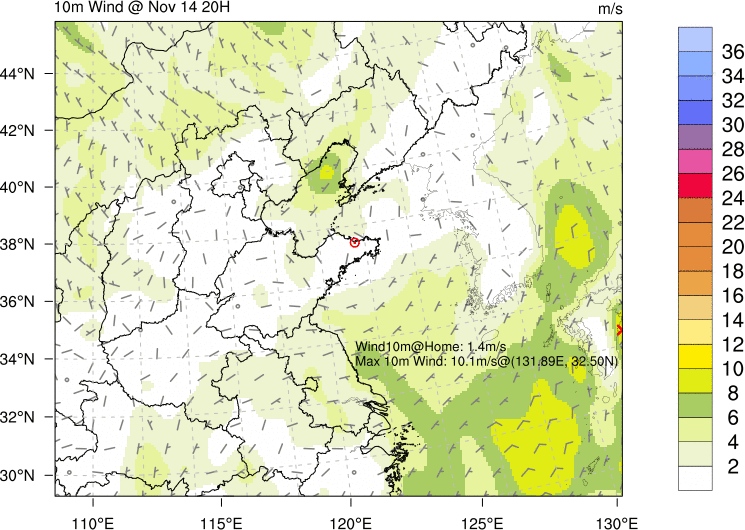 10m Wind @ Nov 14 20H
m/s
44°N
42°N
40°N
38°N
36°N
34°N
32°N
30°N
110°E
115°E
120°E
125°E
130°E
Wind10m@Home: 1.4m/s
Max 10m Wind: 10.1m/s@(131.89E, 32.50N)
36
34
32
30
28
26
24
22
20
18
16
14
12
10
8
6
4
2